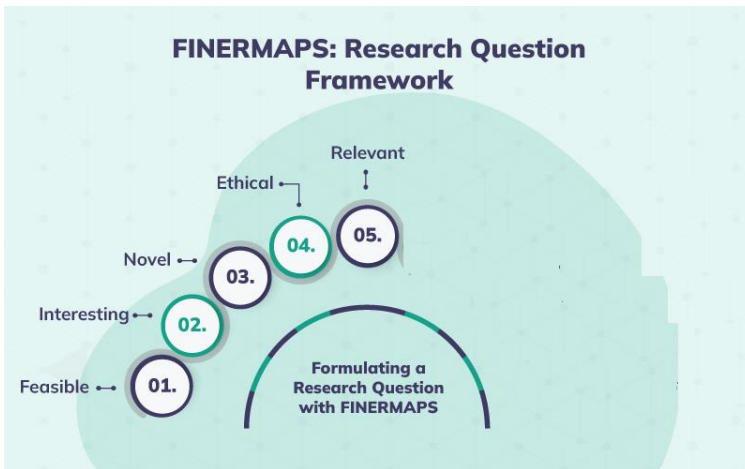 FINERMAPS: Research Question
Framework
Relevant
Ethical
05.
04.
Novel
03.
Interesting
02.
Feasible
01.
Formulating a
Research Question
with FINERMAPS